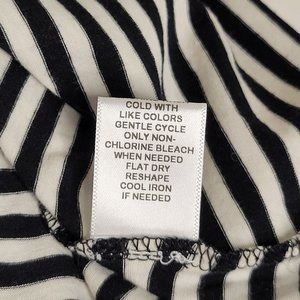 COLD WITH
LIKE COLORS
GENTLE CYCLE
ONLY NON-
CHLORINE BLEACH
WHEN NEEDED
FLAT DRY
RESHAPE
COOL IRON
IF NEEDED